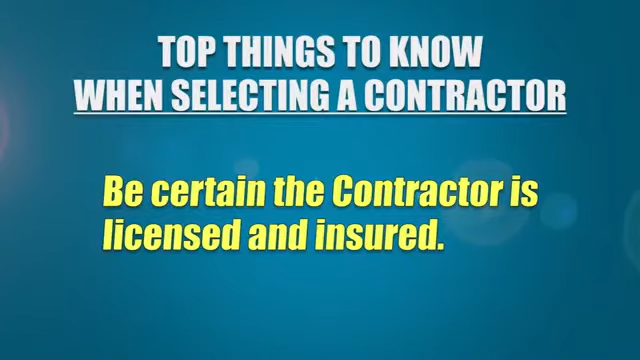 TOP THINGS TO KNOW
WHEN SELECTING A CONTRACTOR
Be certain the Contractor is
licensed and insured.